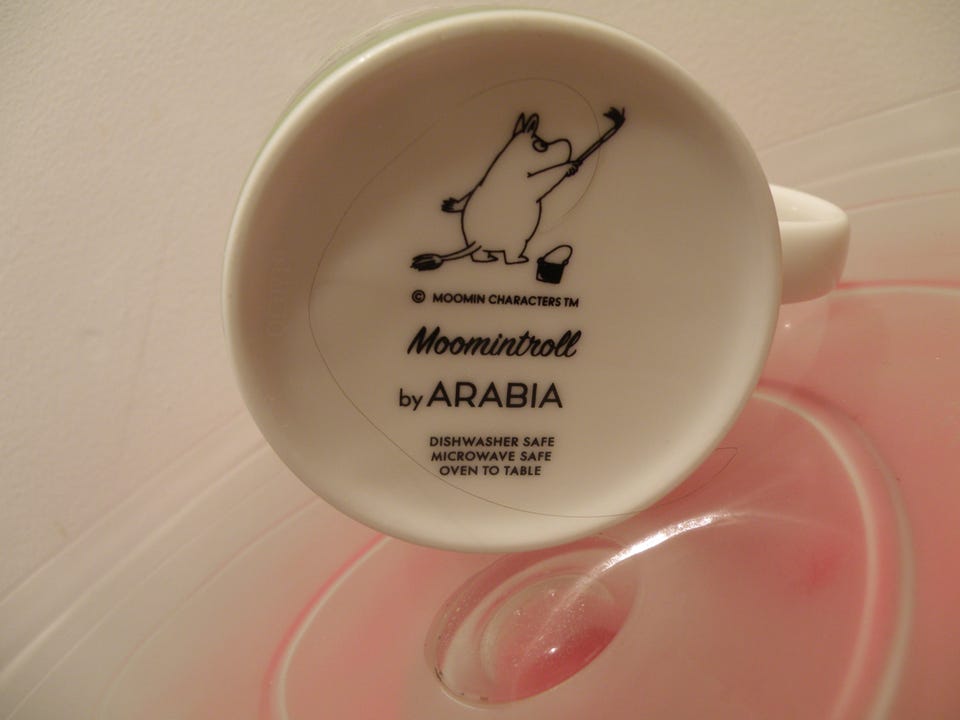 © MOOMIN CHARACTERS TM
Moomintroll
by ARABIA
DISHWASHER SAFE
MICROWAVE SAFE
OVEN TO TABLE